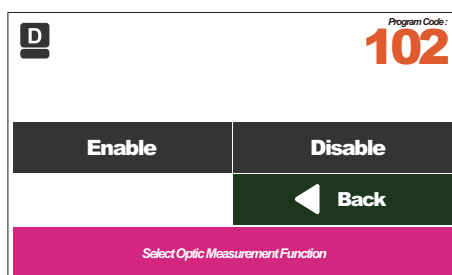 D
Program Code :
102
Enable
Disable
Back
Select Optic Measurement Function